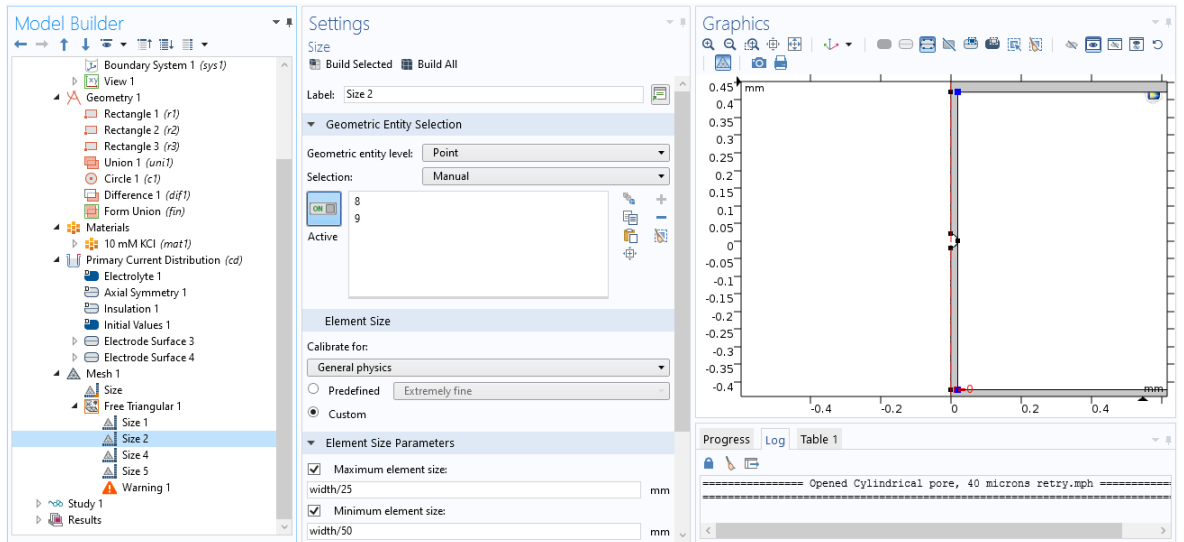 Model Builder
Boundary System 1 (sys1)
View 1
Geometry 1
Rectangle 1 (r1)
Rectangle 2 (r2)
Rectangle 3 (r3)
Union 1 (uni1)
Circle 1 (c1)
Difference 1 (dif1)
Form Union (fin)
Materials
10 mM KCl (mat1)
Primary Current Distribution (cd)
Electrolyte 1
Axial Symmetry 1
Insulation 1
Initial Values 1
Electrode Surface 3
Electrode Surface 4
Mesh 1
Size
Free Triangular 1
Size 1
Size 2
Size 4
Size 5
Warning 1
Study 1
Results
Settings
Size
Build Selected Build All
Label: Size 2
Geometric Entity Selection
Geometric entity level: Point
Selection: Manual
ON
Active
8
9
Element Size
Calibrate for:
General physics
Predefined Extremely fine
Custom
Element Size Parameters
Maximum element size:
width/25 mm
Minimum element size:
width/50 mm
Graphics
0.45 mm
0.4
0.35
0.3
0.25
0.2
0.15
0.1
0.05
0
-0.05
-0.1
-0.15
-0.2
-0.25
-0.3
-0.35
-0.4
r=0
mm
-0.4 -0.2 0 0.2 0.4
Progress Log Table 1
================ Opened Cylindrical pore, 40 microns retry.mph ============